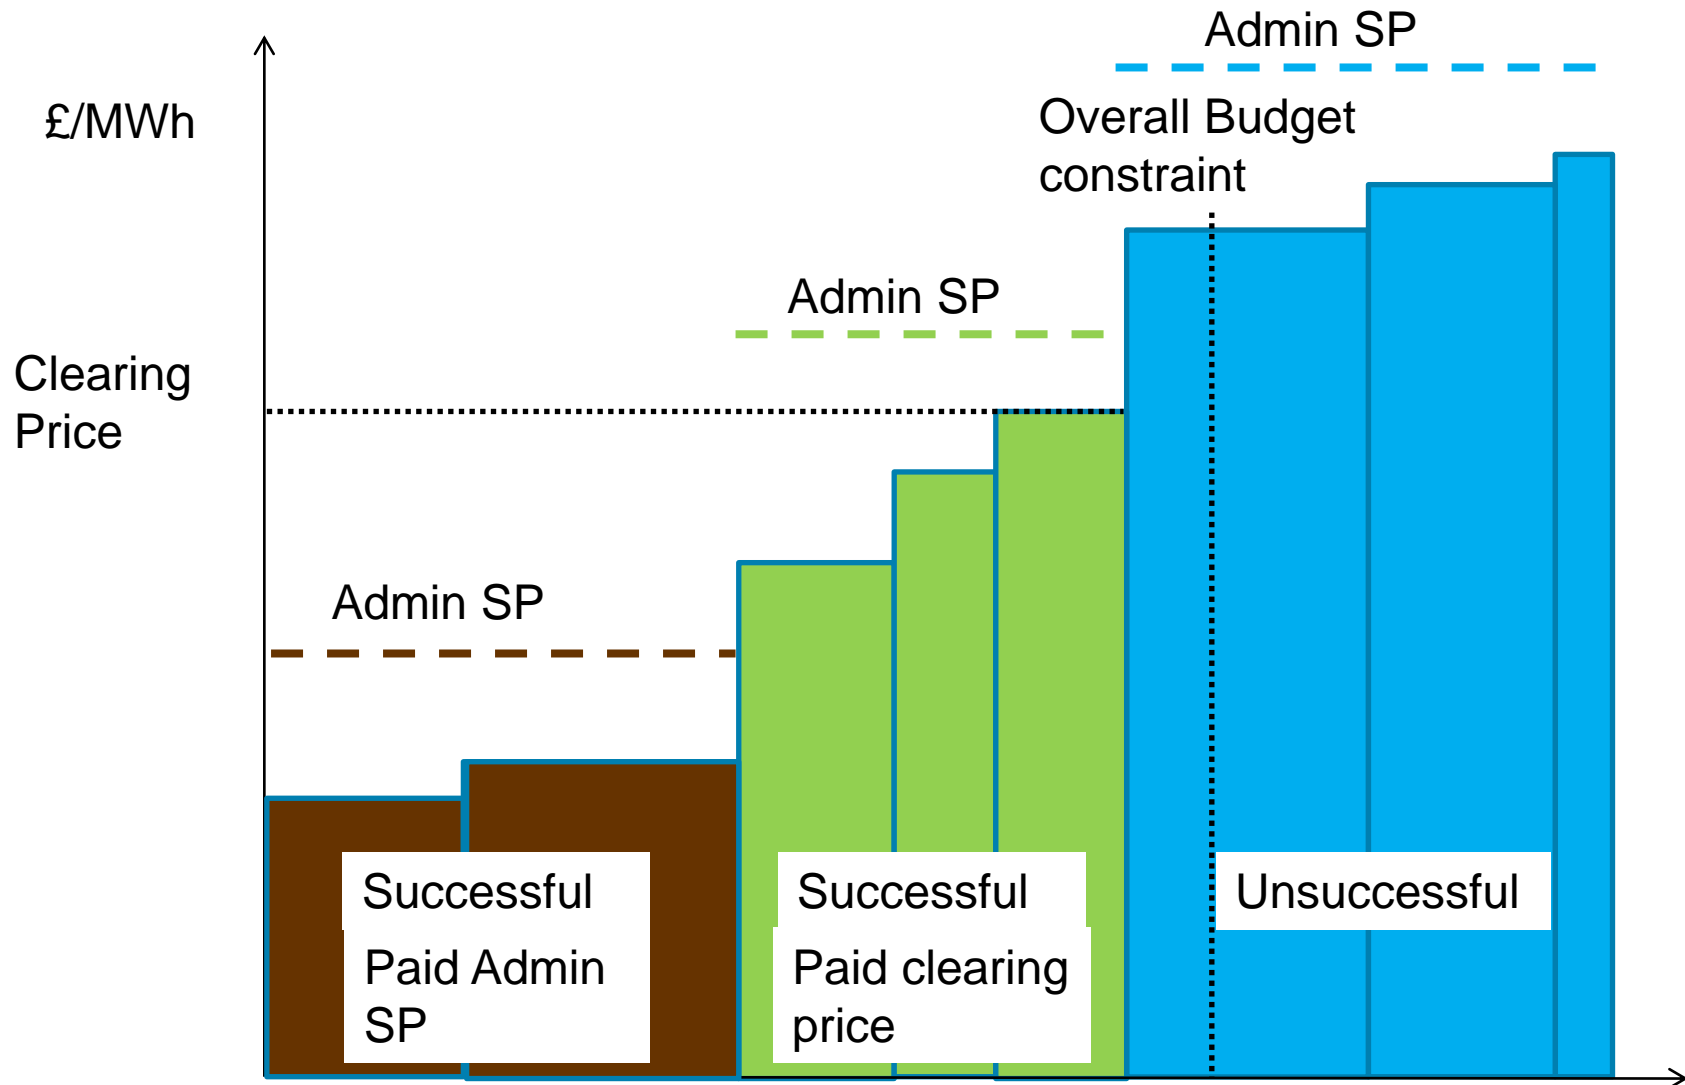 Admin SP
£/MWh
Overall Budget
constraint
Admin SP
Clearing
Price
Admin SP
Successful
Paid Admin
SP
Successful
Paid clearing
price
Unsuccessful